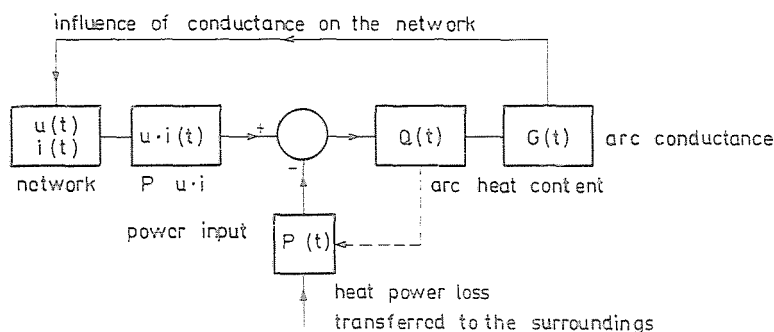 influence of conductance on the network
u(t)
i(t)
u·i(t)
+
-
Q(t)
G(t)
arc conductance
network
P u·i
arc heat content
power input
P (t)
heat power loss
transferred to the surroundings